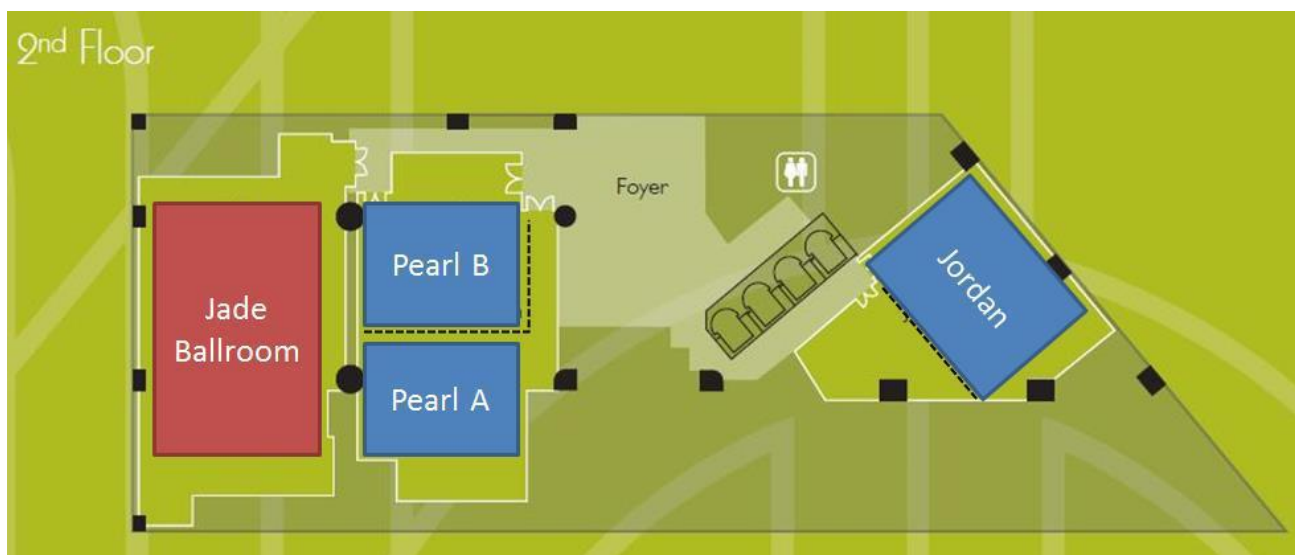 2nd Floor
Foyer
Pearl B
Jordan
Jade
Ballroom
Pearl A